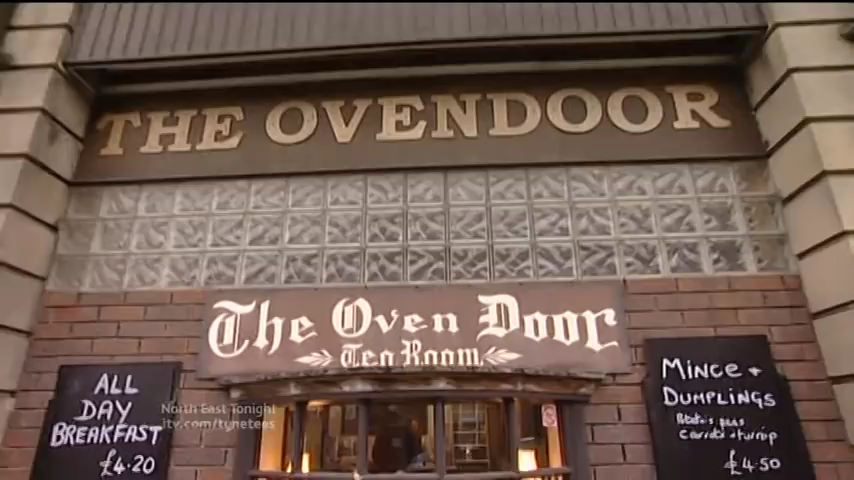 THE OVENDOOR
The Oven Door
Tea Room
ALL
DAY
BREAKFAST
£4.20
North East Tonight
itv.com/tynetees
MINCE +
DUMPLINGS
carrots + turnip
£4.50